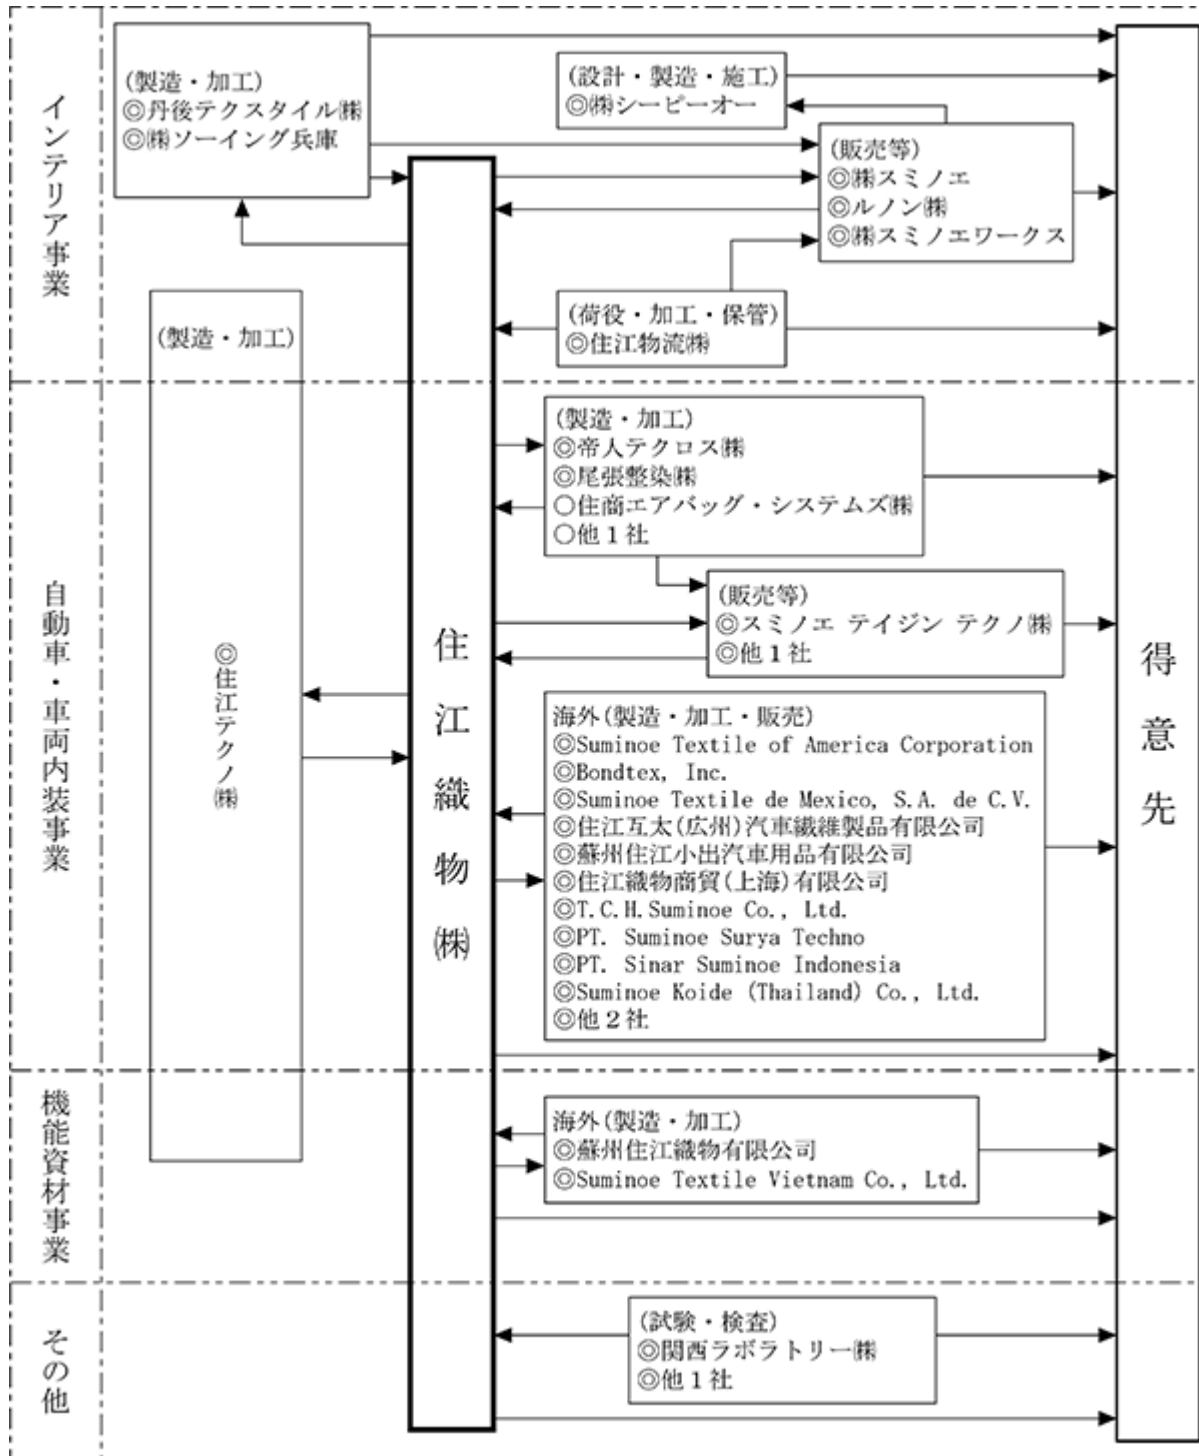 インテリア事業
(製造・加工)
◎丹後テクスタイル㈱
◎㈱ソーイング兵庫
(設計・製造・施工)
◎㈱シーピーオー
(販売等)
◎㈱スミノエ
◎ルノン㈱
◎㈱スミノエワークス
(荷役・加工・保管)
◎住江物流㈱
(製造・加工)
◎住江テクノ㈱
住江織物㈱
得意先
自動車・車両内装事業
(製造・加工)
◎帝人テクロス㈱
◎尾張整染㈱
○住商エアバッグ・システムズ㈱
○他１社
(販売等)
◎スミノエ テイジン テクノ㈱
◎他１社
海外(製造・加工・販売)
◎Suminoe Textile of America Corporation
◎Bondtex, Inc.
◎Suminoe Textile de Mexico, S.A. de C.V.
◎住江互太(広州)汽車繊維製品有限公司
◎蘇州住江小出汽車用品有限公司
◎住江織物商貿(上海)有限公司
◎T.C.H.Suminoe Co., Ltd.
◎PT. Suminoe Surya Techno
◎PT. Sinar Suminoe Indonesia
◎Suminoe Koide (Thailand) Co., Ltd.
◎他２社
機能資材事業
海外(製造・加工)
◎蘇州住江織物有限公司
◎Suminoe Textile Vietnam Co., Ltd.
その他
(試験・検査)
◎関西ラボラトリー㈱
◎他１社